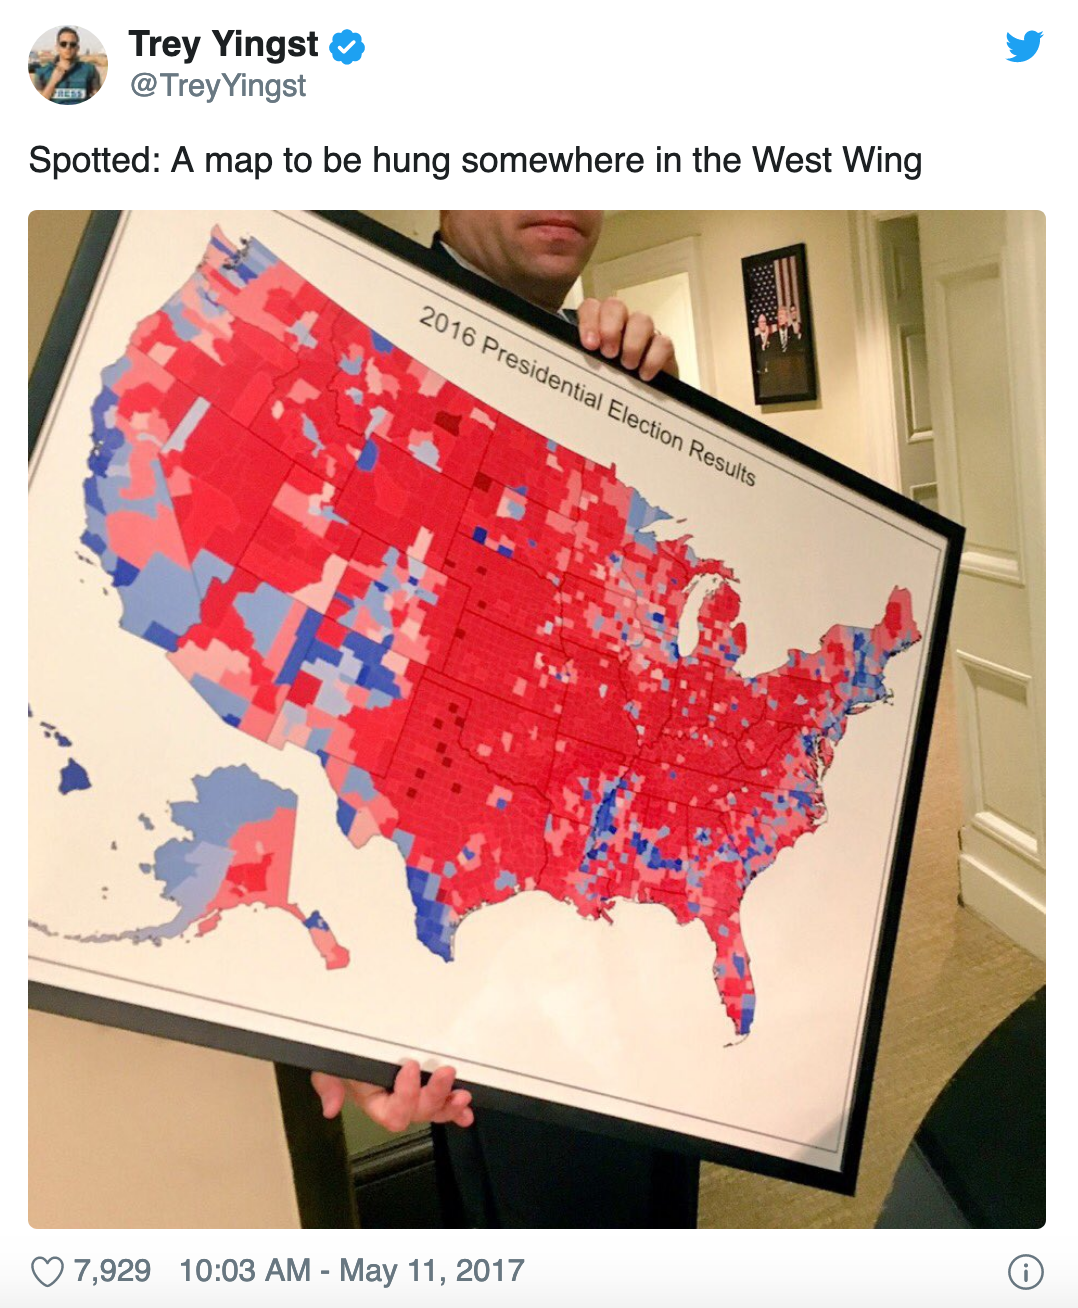 Trey Yingst
@TreyYingst
Spotted: A map to be hung somewhere in the West Wing
2016 Presidential Election Results
PRESS
7,929 10:03 AM - May 11, 2017